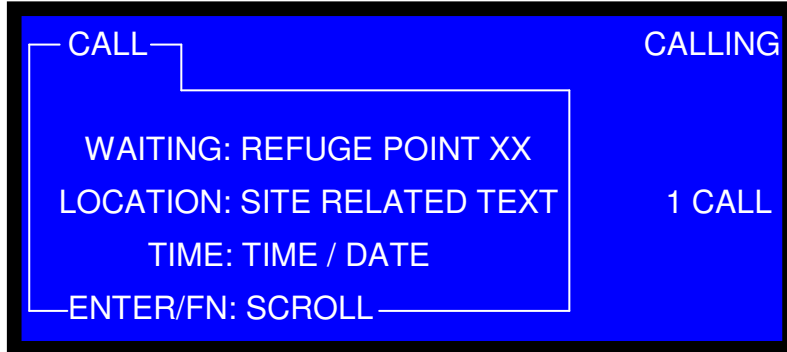 CALL CALLING
WAITING: REFUGE POINT XX
LOCATION: SITE RELATED TEXT 1 CALL
TIME: TIME / DATE
ENTER/FN: SCROLL